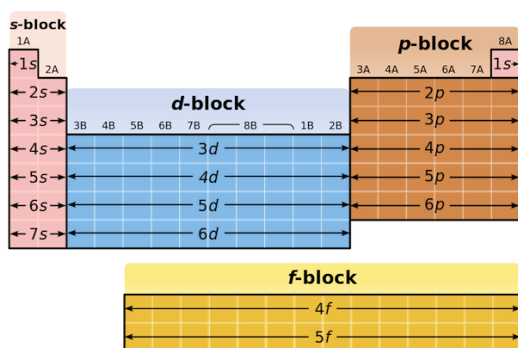 s-block
1A
2A
1s
2s
3s
4s
5s
6s
7s
d-block
3B 4B 5B 6B 7B 8B 1B 2B
3d
4d
5d
6d
p-block
3A 4A 5A 6A 7A 8A
1s
2p
3p
4p
5p
6p
f-block
4f
5f